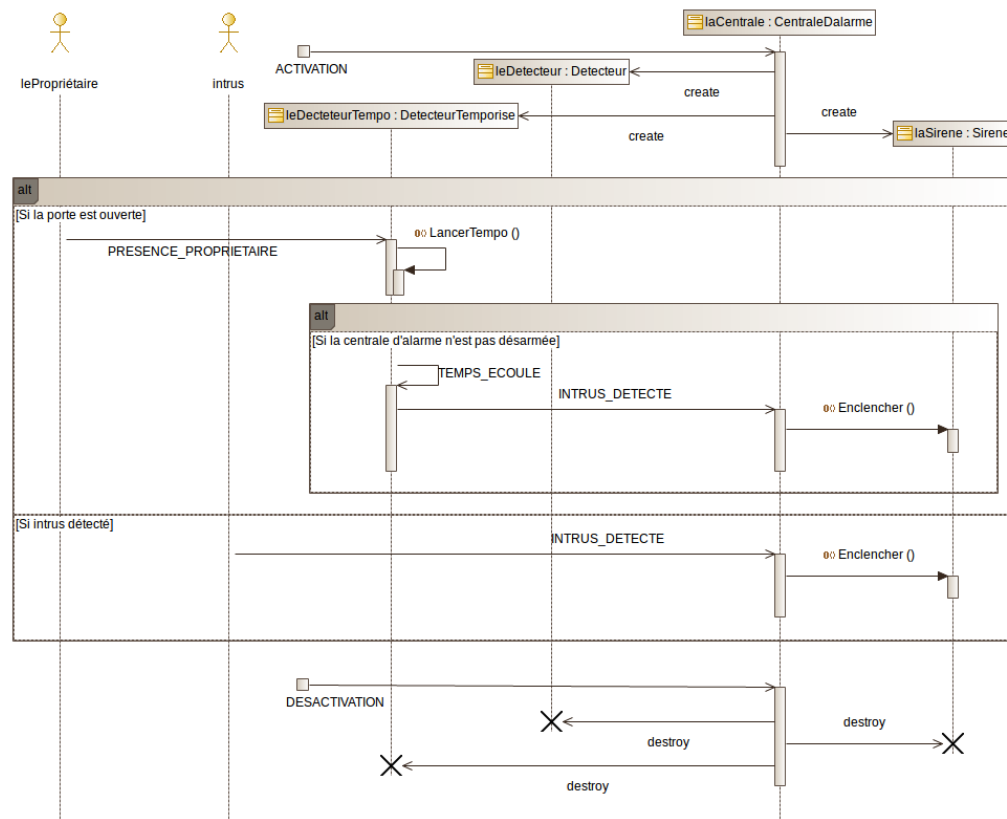 laCentrale : CentraleDalarme
ACTIVATION
leDetecteur : Detecteur
lePropriétaire
intrus
create
leDecteteurTempo : DetecteurTemporise
create
create
laSirene : Sirene
alt
[Si la porte est ouverte]
LancerTempo ()
PRESENCE_PROPRIETAIRE
alt
[Si la centrale d'alarme n'est pas désarmée]
TEMPS_ECOULE
INTRUS_DETECTE
Enclencher ()
[Si intrus détecté]
INTRUS_DETECTE
Enclencher ()
DESACTIVATION
destroy
destroy
destroy